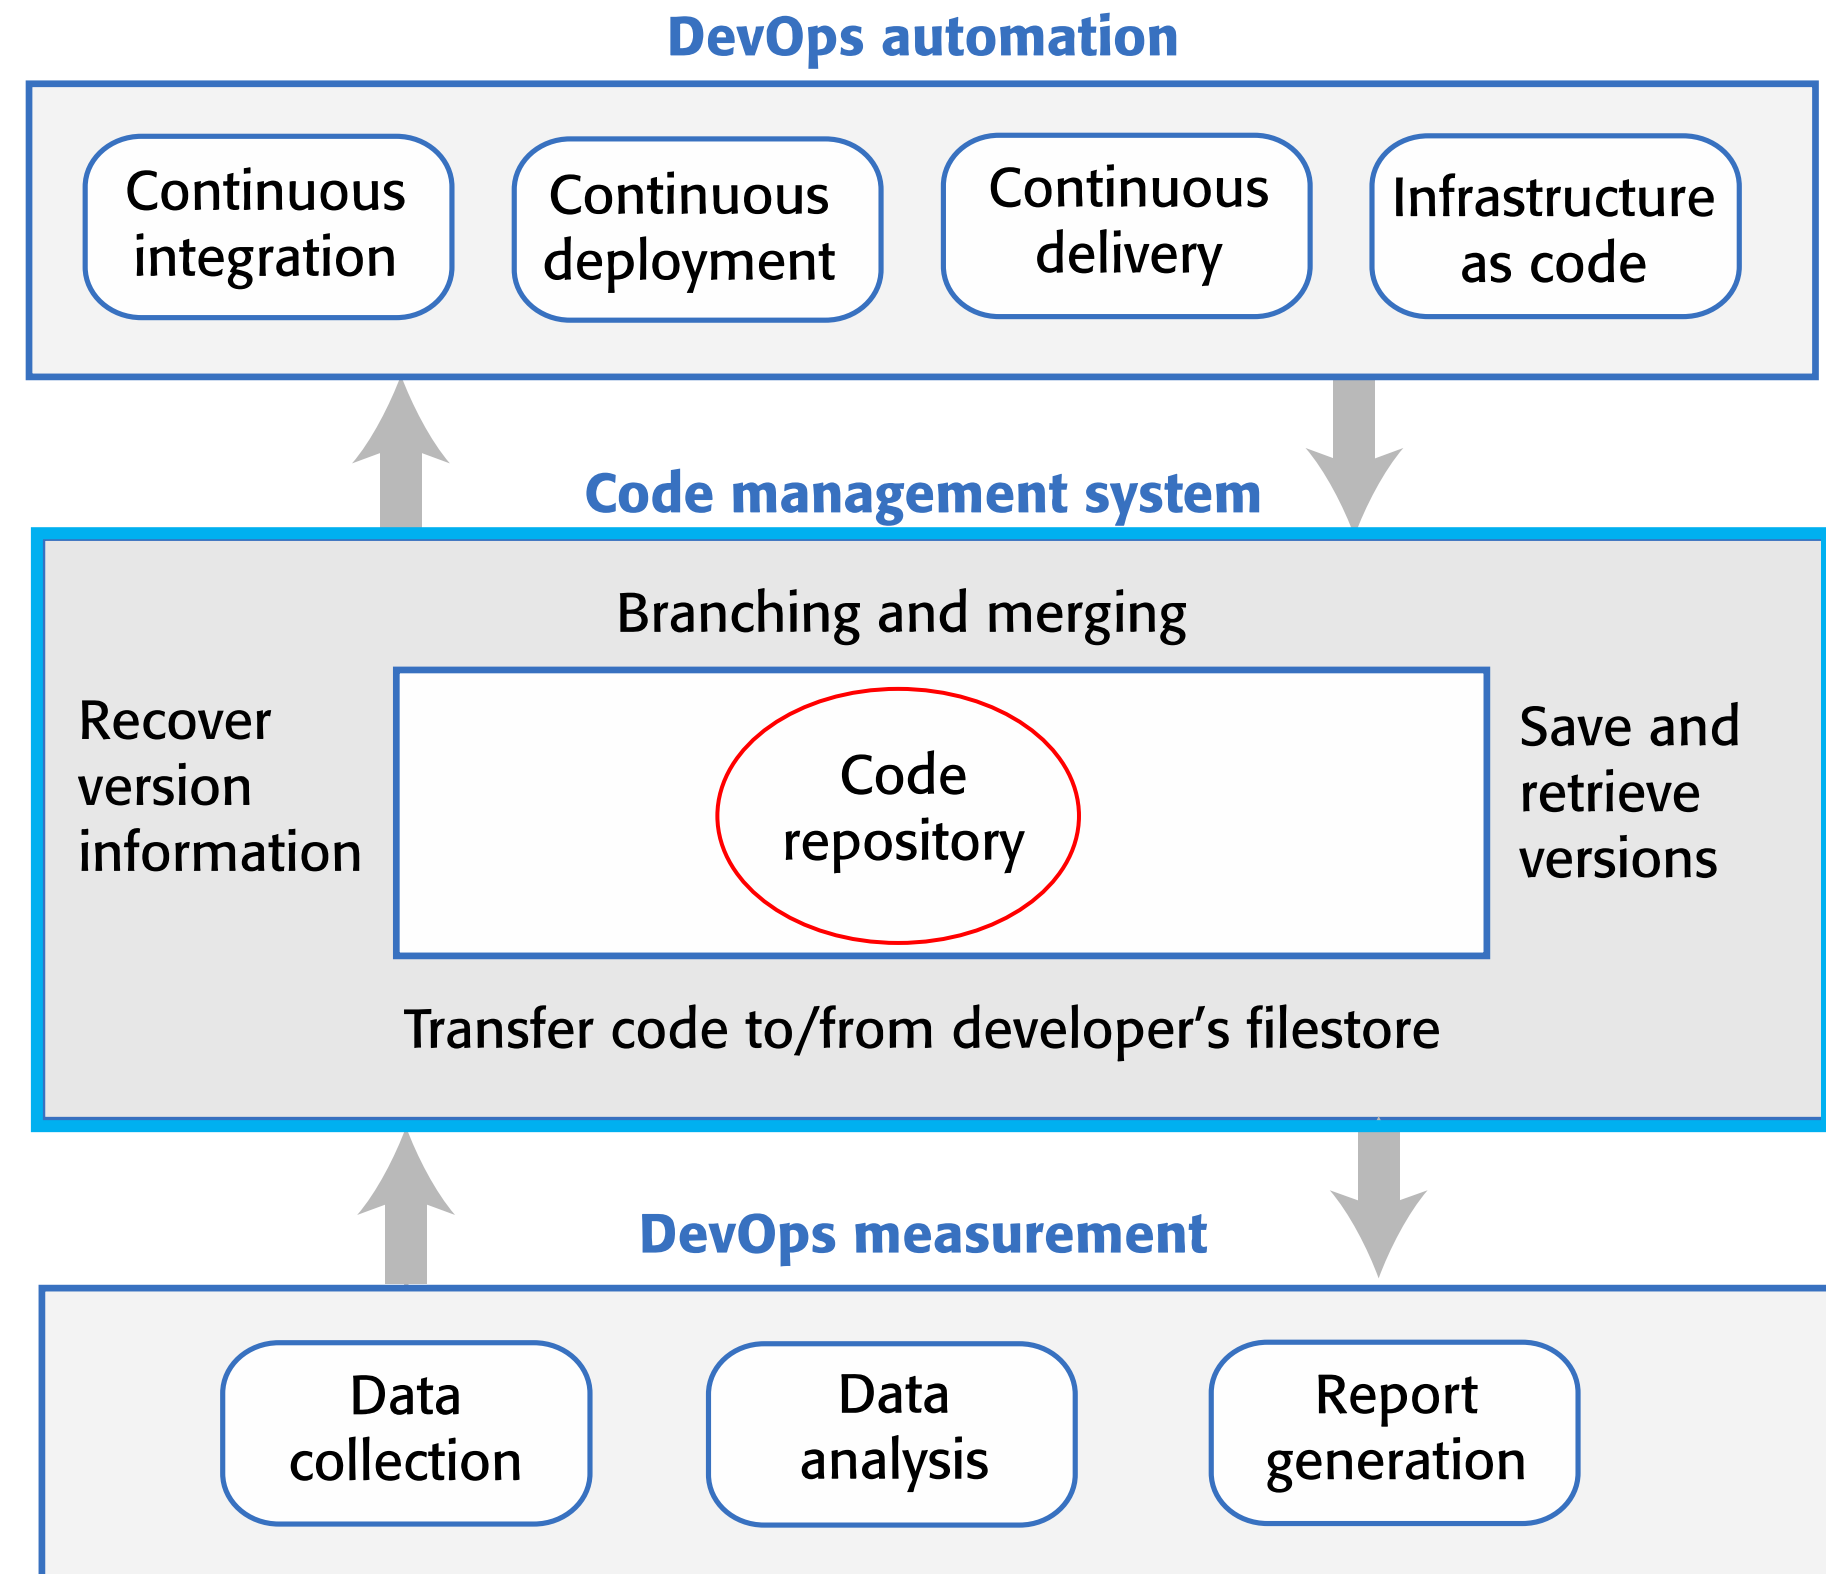 DevOps automation
Continuous
integration
Continuous
deployment
Continuous
delivery
Infrastructure
as code
Code management system
Branching and merging
Recover
version
information
Code
repository
Save and
retrieve
versions
Transfer code to/from developer’s filestore
DevOps measurement
Data
collection
Data
analysis
Report
generation